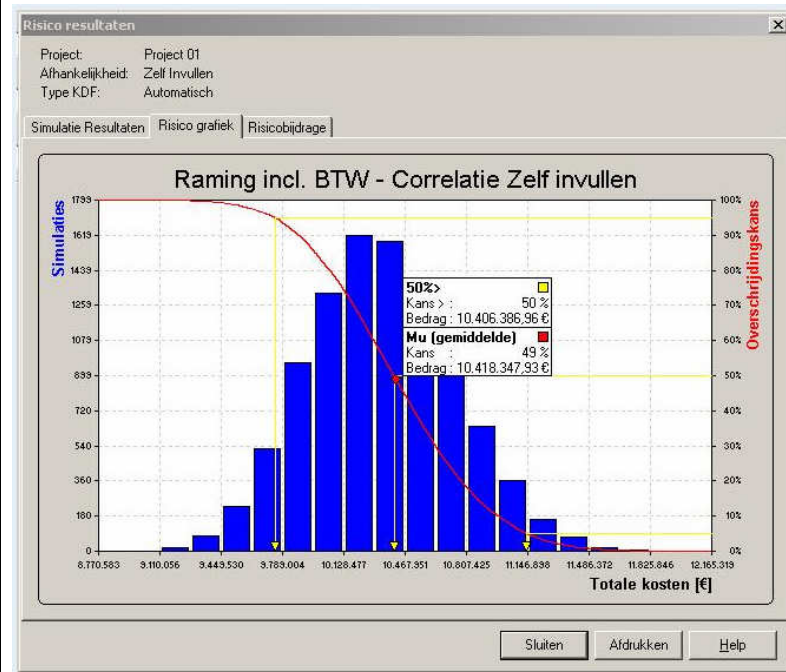 Risico resultaten
Project: Project 01
Afhankelijkheid: Zelf Invullen
Type KDF: Automatisch
Simulatie Resultaten Risico grafiek Risicobijdrage
Raming incl. BTW - Correlatie Zelf invullen
Simulaties
1799
1619
1439
1259
1079
899
720
540
360
180
0
50%>
Kans > : 50 %
Bedrag : 10.406.386,96 €
Mu (gemiddelde)
Kans : 49 %
Bedrag : 10.418.347,93 €
100%
90%
80%
70%
60%
50%
40%
30%
20%
10%
0%
Overschrijdingskans
8.770.583 9.110.056 9.449.530 9.789.004 10.128.477 10.467.951 10.807.425 11.146.898 11.486.372 11.825.846 12.165.319
Totale kosten [€]
Sluiten Afdrukken Help